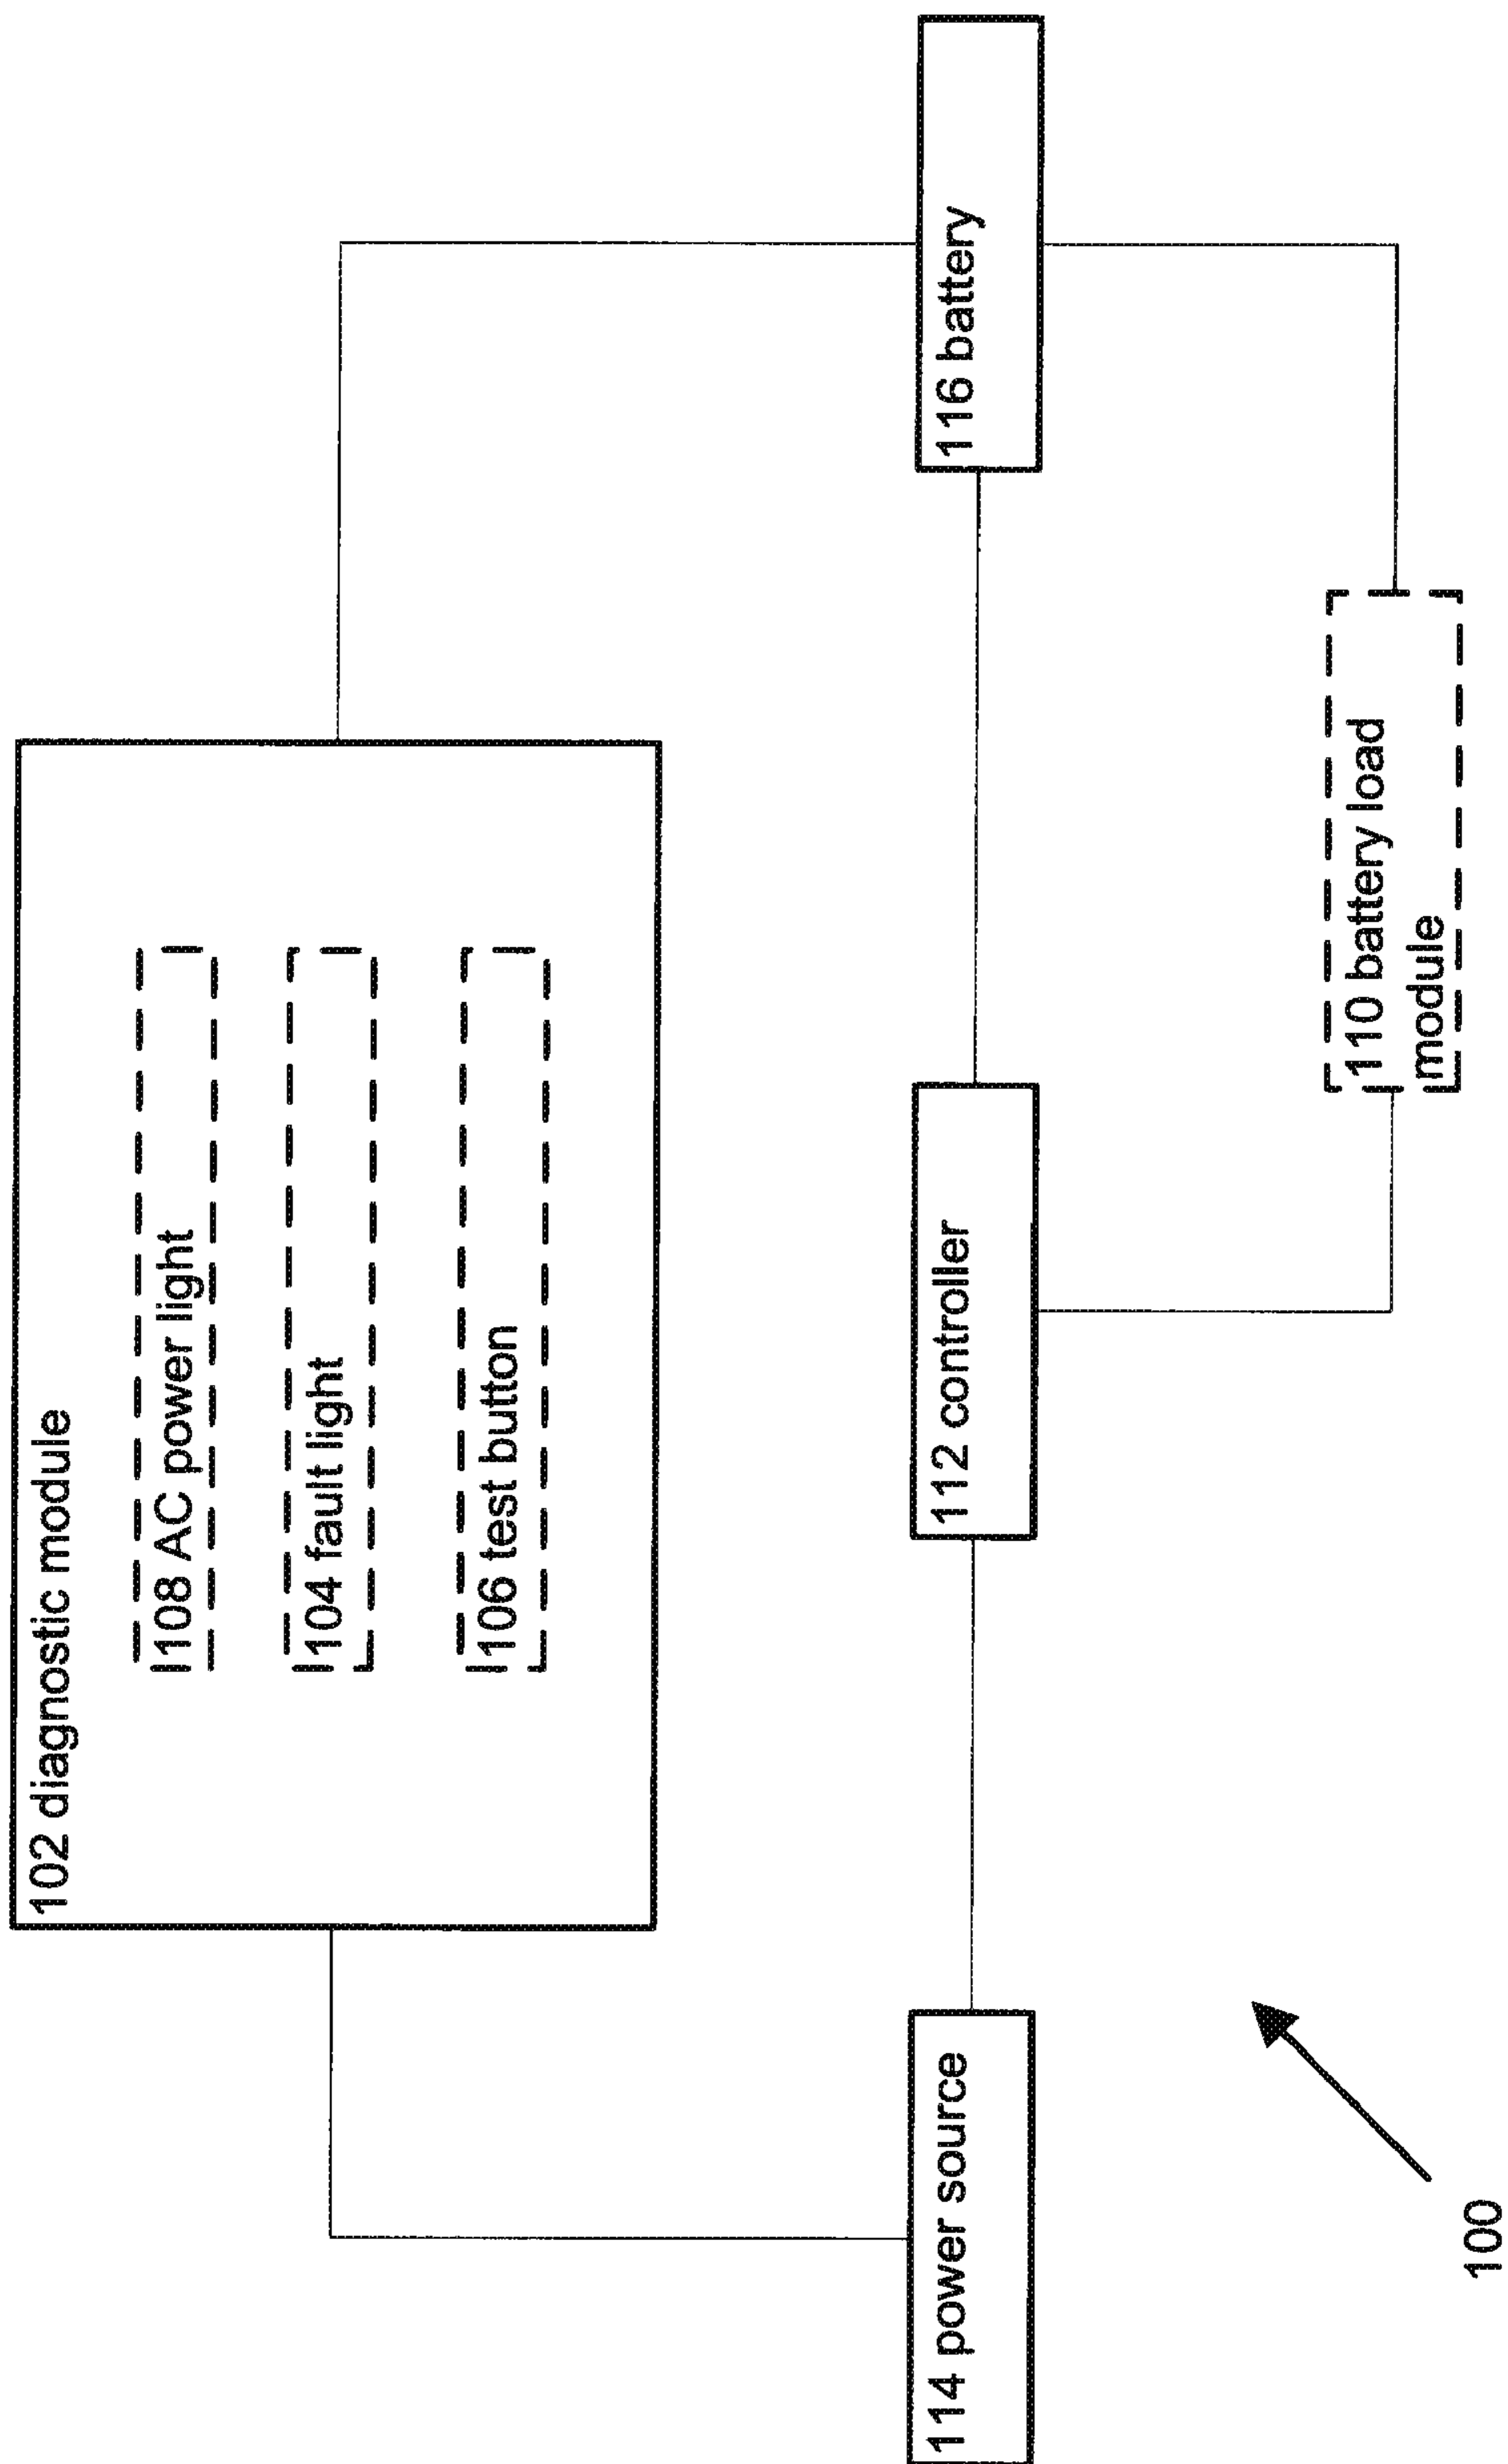 102 diagnostic module
108 AC power light
104 fault light
106 test button
114 power source
112 controller
116 battery
110 battery load
module
100